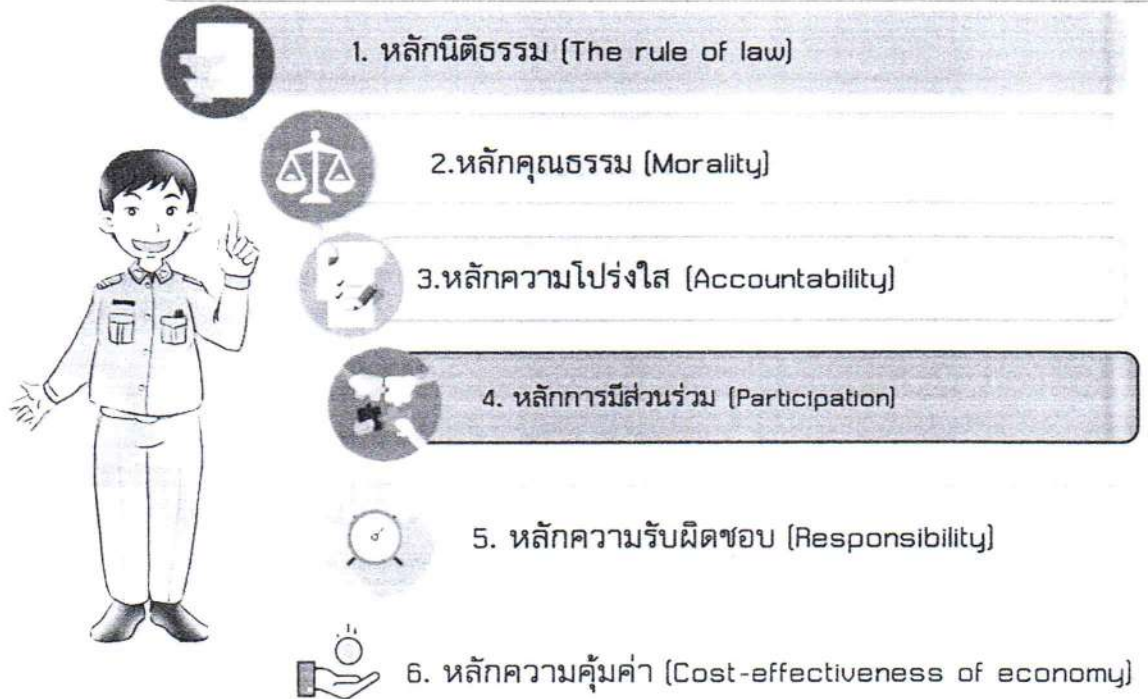 1. หลักนิติธรรม (The rule of law)
2.หลักคุณธรรม (Morality)
3.หลักความโปร่งใส (Accountability)
4. หลักการมีส่วนร่วม (Participation)
5. หลักความรับผิดชอบ (Responsibility)
6. หลักความคุ้มค่า (Cost-effectiveness of economy)